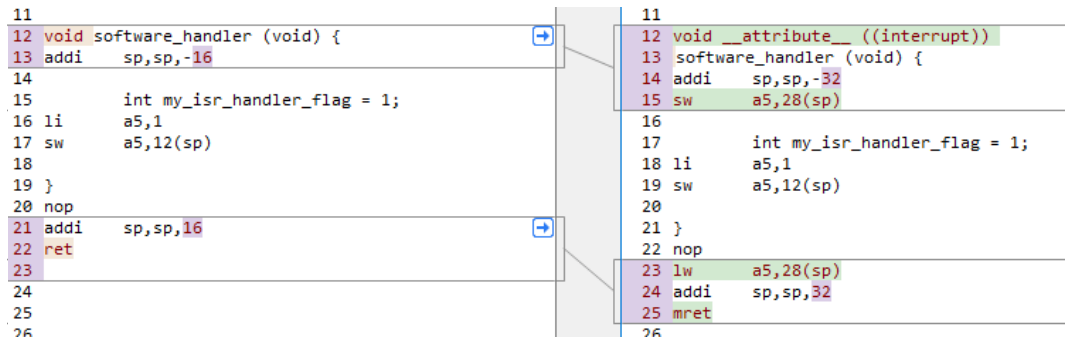 11
12 void software_handler (void) {
13 addi sp,sp,-16
14
15 int my_isr_handler_flag = 1;
16 li a5,1
17 sw a5,12(sp)
18
19 }
20 nop
21 addi sp,sp,16
22 ret
23
24
25
26
11
12 void __attribute__ ((interrupt))
13 software_handler (void) {
14 addi sp,sp,-32
15 sw a5,28(sp)
16
17 int my_isr_handler_flag = 1;
18 li a5,1
19 sw a5,12(sp)
20
21 }
22 nop
23 lw a5,28(sp)
24 addi sp,sp,32
25 mret
26